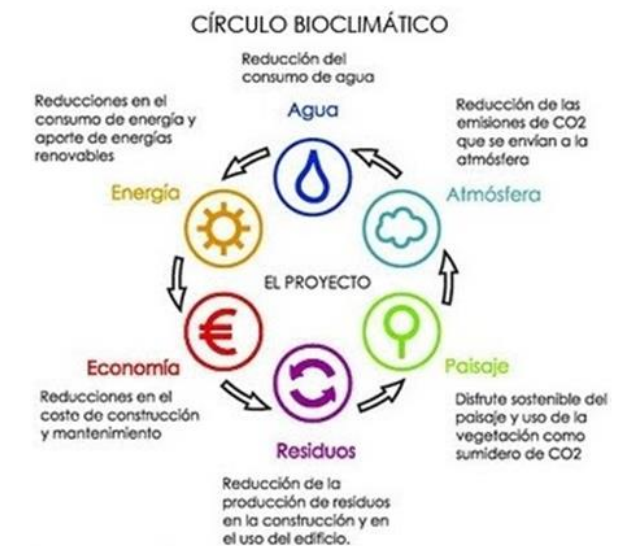 CÍRCULO BIOCLIMÁTICO
Reducción del
consumo de agua
Agua
Reducciones en el
consumo de energía y
aporte de energías
renovables
Energía
Reducción de las
emisiones de CO2
que se envían a la
atmósfera
Atmósfera
EL PROYECTO
Economía
Reducciones en el
costo de construcción
y mantenimiento
Paisaje
Disfrute sostenible del
paisaje y uso de la
vegetación como
sumidero de CO2
Residuos
Reducción de la
producción de residuos
en la construcción y en
el uso del edificio.